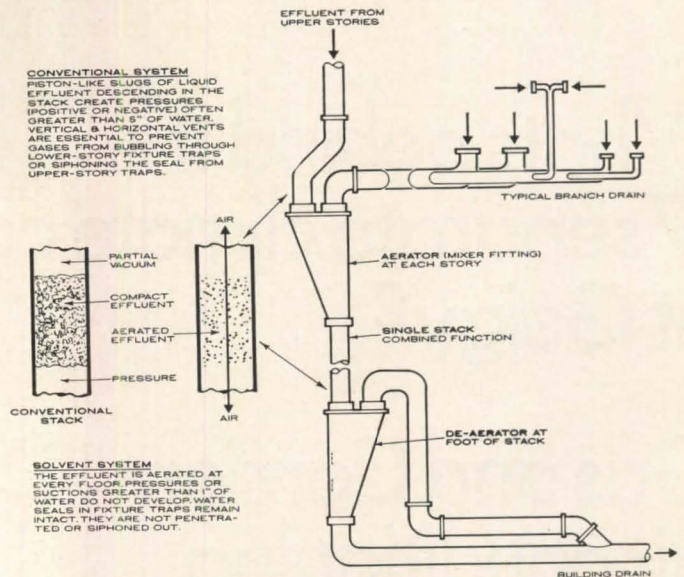 EFFLUENT FROM
UPPER STORIES
CONVENTIONAL SYSTEM
PISTON-LIKE SLUGS OF LIQUID
EFFLUENT DESCENDING IN THE
STACK CREATE PRESSURES
(POSITIVE OR NEGATIVE) OFTEN
GREATER THAN 5" OF WATER.
VERTICAL & HORIZONTAL VENTS
ARE ESSENTIAL TO PREVENT
GASES FROM BUBBLING THROUGH
LOWER-STORY FIXTURE TRAPS
OR SIPHONING THE SEAL FROM
UPPER-STORY TRAPS.
TYPICAL BRANCH DRAIN
AIR
PARTIAL
VACUUM
COMPACT
EFFLUENT
AERATED
EFFLUENT
PRESSURE
CONVENTIONAL
STACK
AIR
AERATOR (MIXER FITTING)
AT EACH STORY
SINGLE STACK
COMBINED FUNCTION
DE-AERATOR AT
FOOT OF STACK
SOLVENT SYSTEM
THE EFFLUENT IS AERATED AT
EVERY FLOOR. PRESSURES OR
SUCTIONS GREATER THAN 1" OF
WATER DO NOT DEVELOP. WATER
SEALS IN FIXTURE TRAPS REMAIN
INTACT. THEY ARE NOT PENETRA-
TED OR SIPHONED OUT.
BUILDING DRAIN